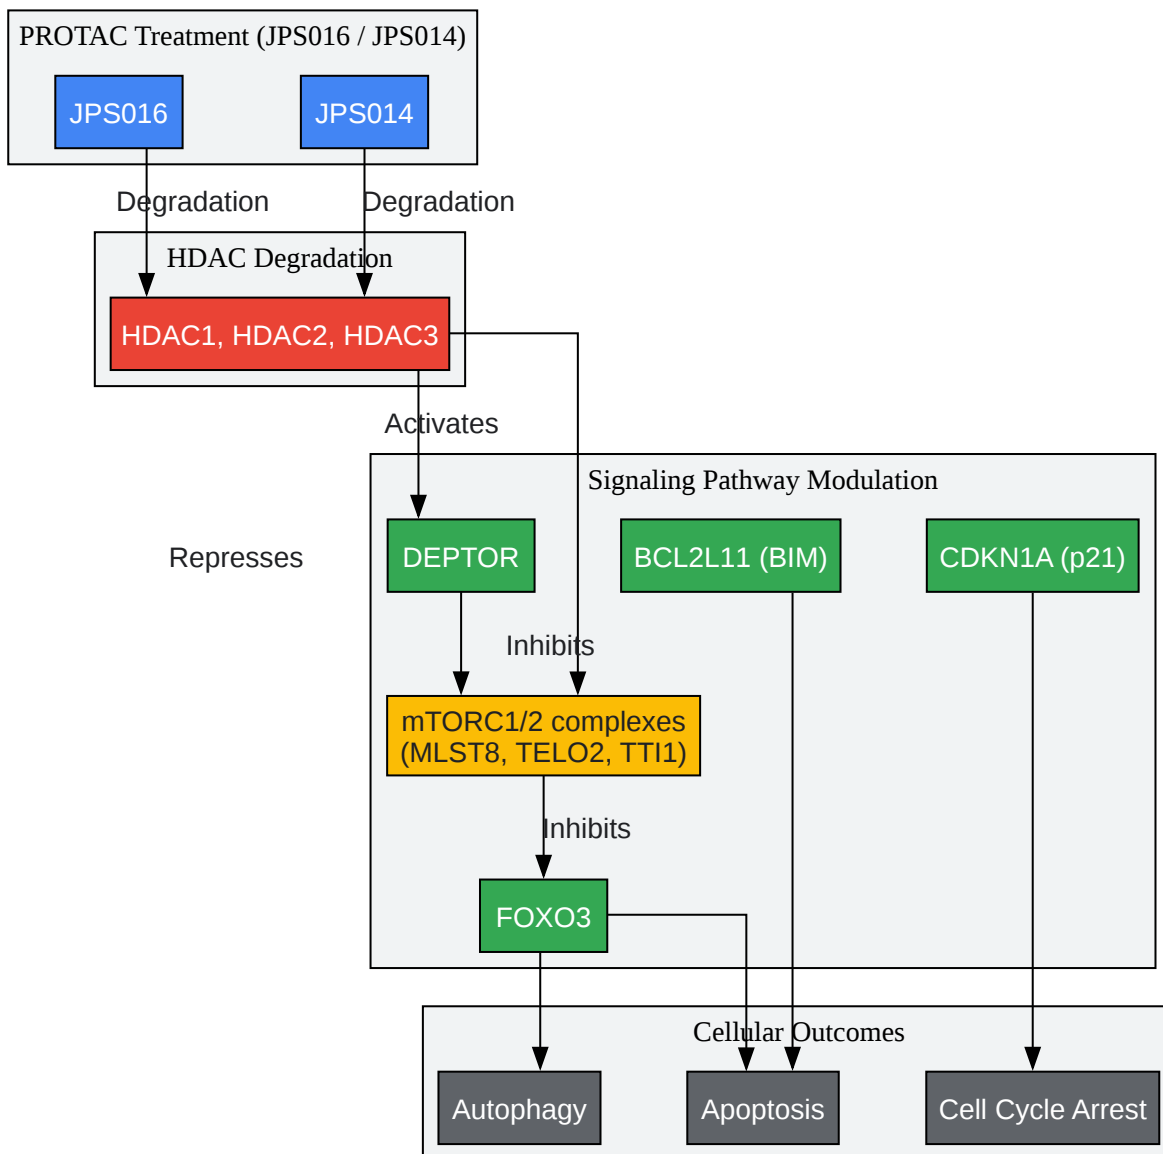 PROTAC Treatment (JPS016 / JPS014)
JPS016
JPS014
Degradation
Degradation
HDAC Degradation
HDAC1, HDAC2, HDAC3
Activates
Signaling Pathway Modulation
DEPTOR
BCL2L11 (BIM)
CDKN1A (p21)
Represses
Inhibits
mTORC1/2 complexes
(MLST8, TELO2, TTI1)
Inhibits
FOXO3
Cellular Outcomes
Autophagy
Apoptosis
Cell Cycle Arrest